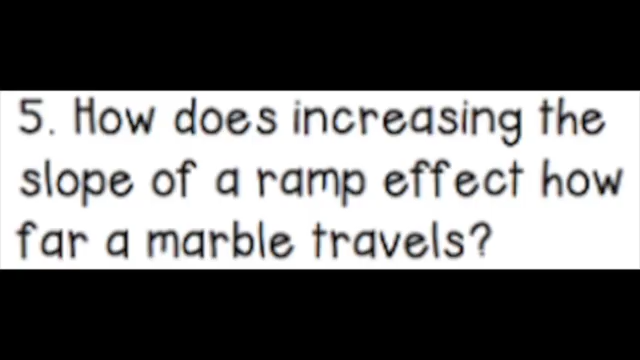 5. How does increasing the
slope of a ramp effect how
far a marble travels?